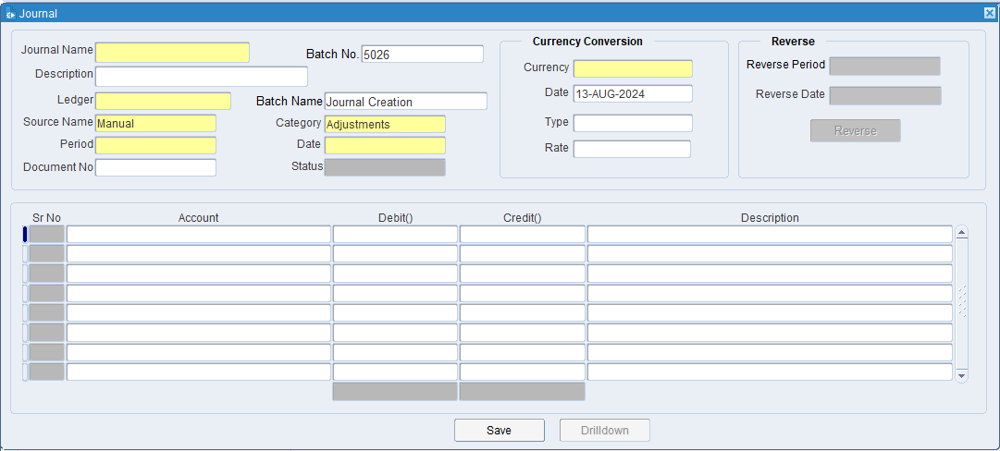 Journal
Journal Name
Batch No. 5026
Description
Ledger
Batch Name Journal Creation
Source Name Manual
Category Adjustments
Period
Date
Document No
Status
Currency Conversion
Currency
Date 13-AUG-2024
Type
Rate
Reverse
Reverse Period
Reverse Date
Reverse
Sr No Account Debit() Credit() Description
Save Drilldown